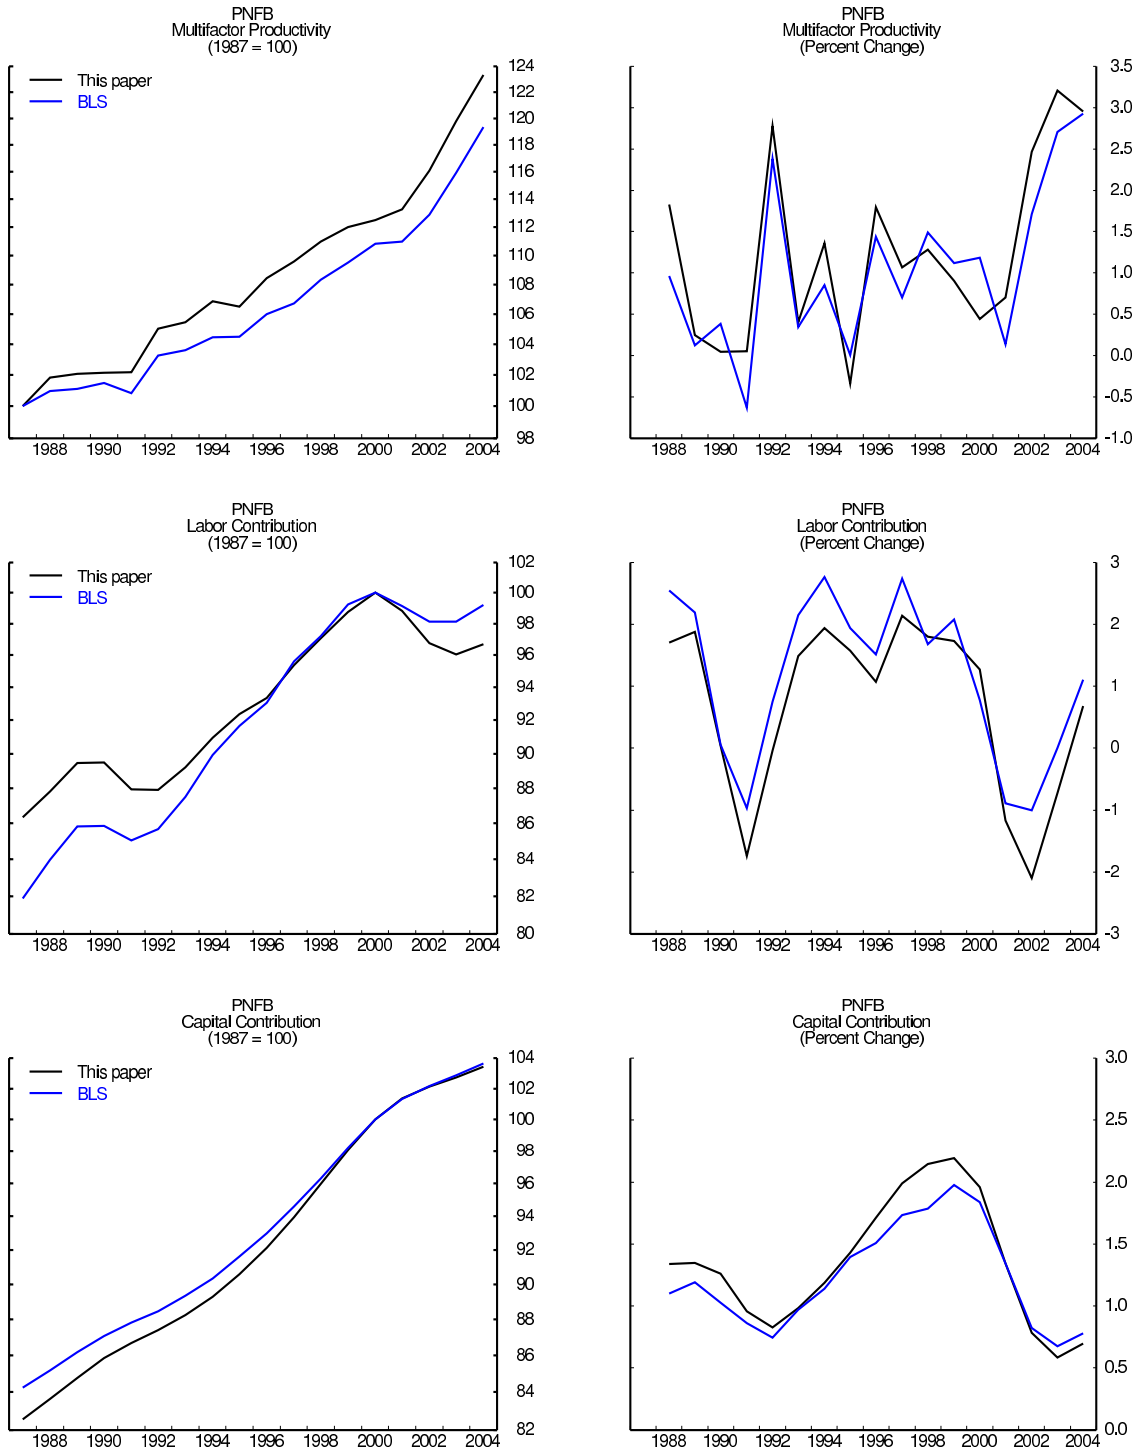 PNFB
Multifactor Productivity
(1987 = 100)
This paper
BLS
124
122
120
118
116
114
112
110
108
106
104
102
100
98
1988 1990 1992 1994 1996 1998 2000 2002 2004
PNFB
Multifactor Productivity
(Percent Change)
3.5
3.0
2.5
2.0
1.5
1.0
0.5
0.0
-0.5
-1.0
1988 1990 1992 1994 1996 1998 2000 2002 2004
PNFB
Labor Contribution
(1987 = 100)
This paper
BLS
102
100
98
96
94
92
90
88
86
84
82
80
1988 1990 1992 1994 1996 1998 2000 2002 2004
PNFB
Labor Contribution
(Percent Change)
3
2
1
0
-1
-2
-3
1988 1990 1992 1994 1996 1998 2000 2002 2004
PNFB
Capital Contribution
(1987 = 100)
This paper
BLS
104
102
100
98
96
94
92
90
88
86
84
82
1988 1990 1992 1994 1996 1998 2000 2002 2004
PNFB
Capital Contribution
(Percent Change)
3.0
2.5
2.0
1.5
1.0
0.5
0.0
1988 1990 1992 1994 1996 1998 2000 2002 2004